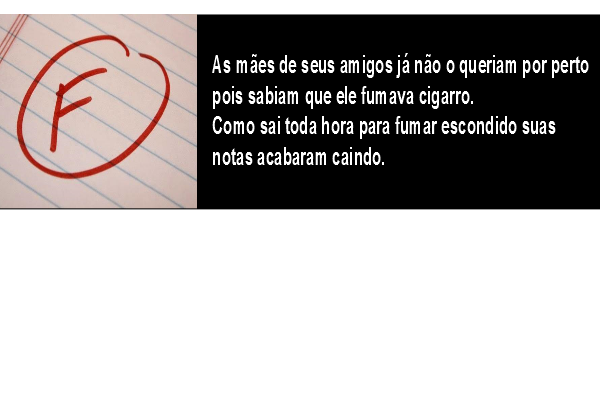 F
As mães de seus amigos já não o queriam por perto
pois sabiam que ele fumava cigarro.
Como sai toda hora para fumar escondido suas
notas acabaram caindo.